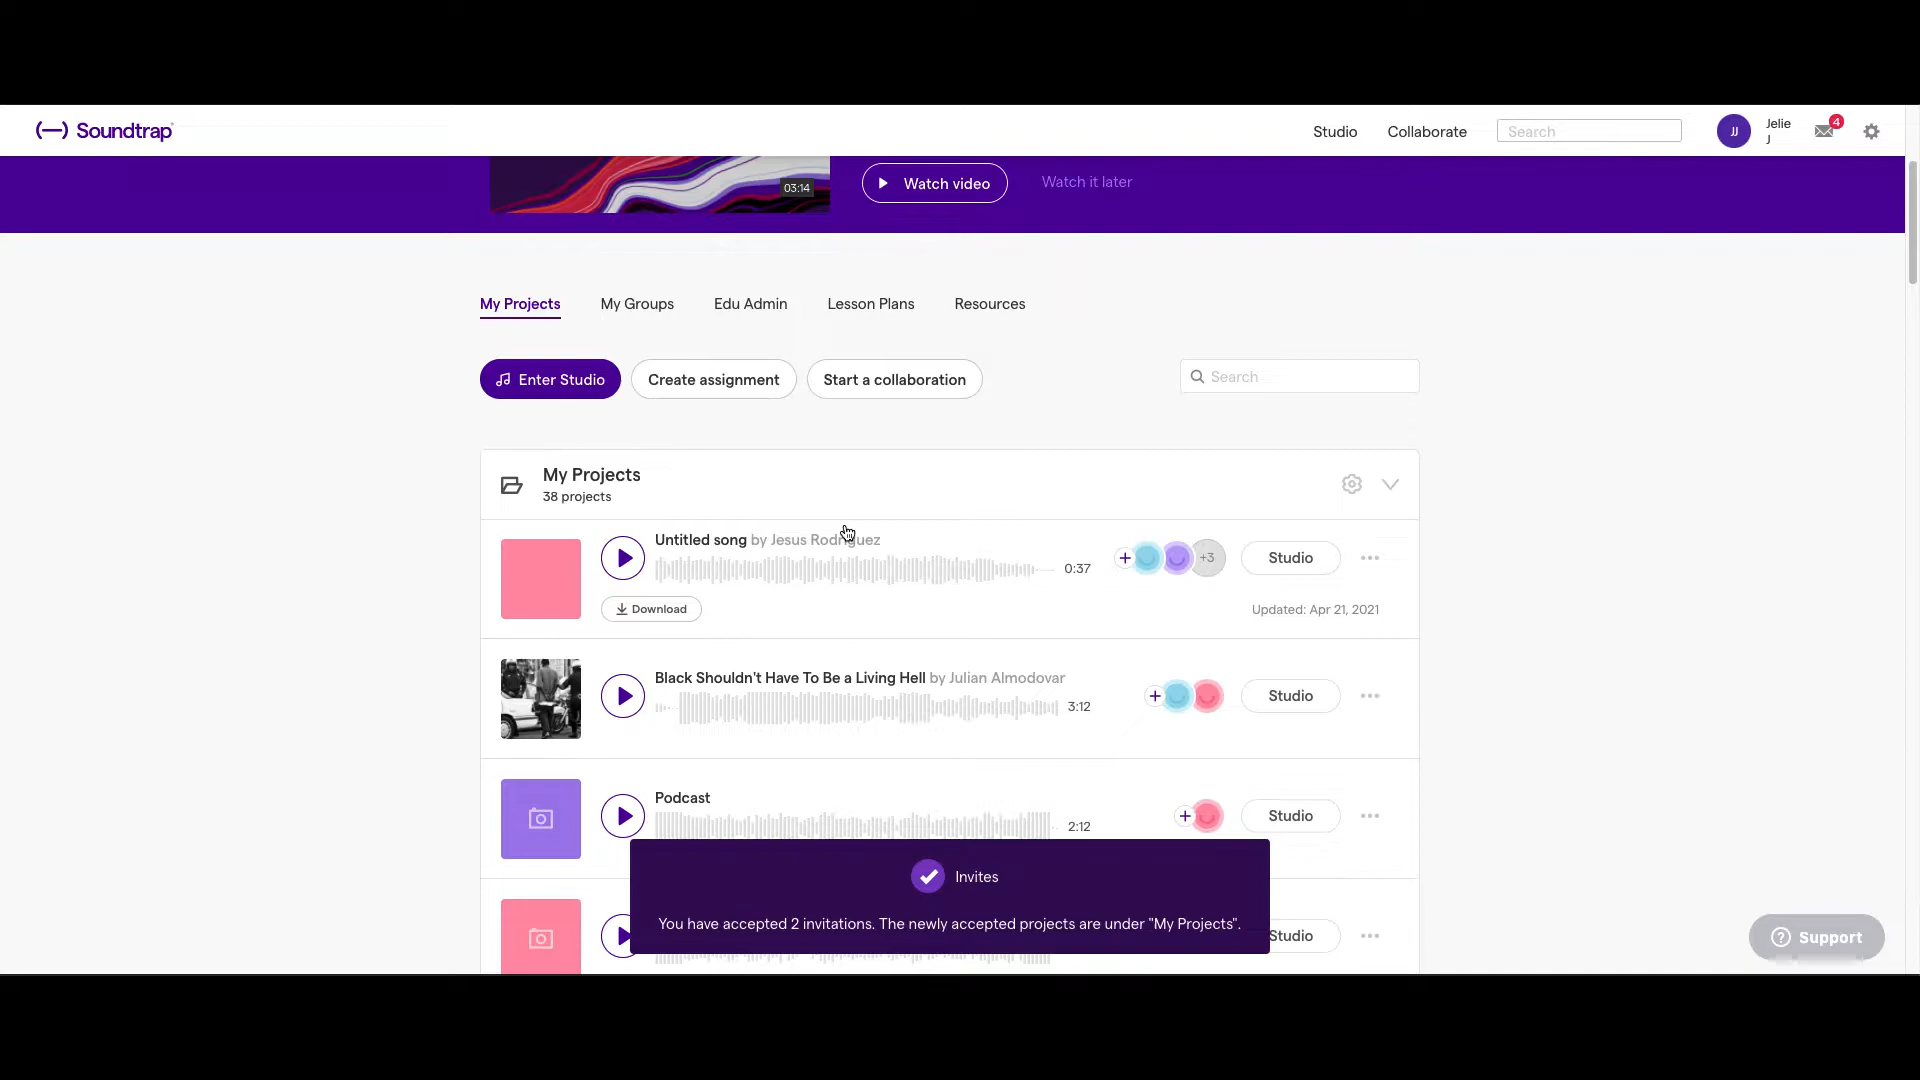 Soundtrap
Studio
Collaborate
Search
JJ
Jelie
J
4
03:14
Watch video
Watch it later
My Projects
My Groups
Edu Admin
Lesson Plans
Resources
Enter Studio
Create assignment
Start a collaboration
Search
My Projects
38 projects
Untitled song by Jesus Rodriguez
0:37
+3
Studio
Download
Updated: Apr 21, 2021
Black Shouldn't Have To Be a Living Hell by Julian Almodovar
3:12
Studio
Podcast
2:12
Studio
Invites
You have accepted 2 invitations. The newly accepted projects are under "My Projects".
Studio
Support